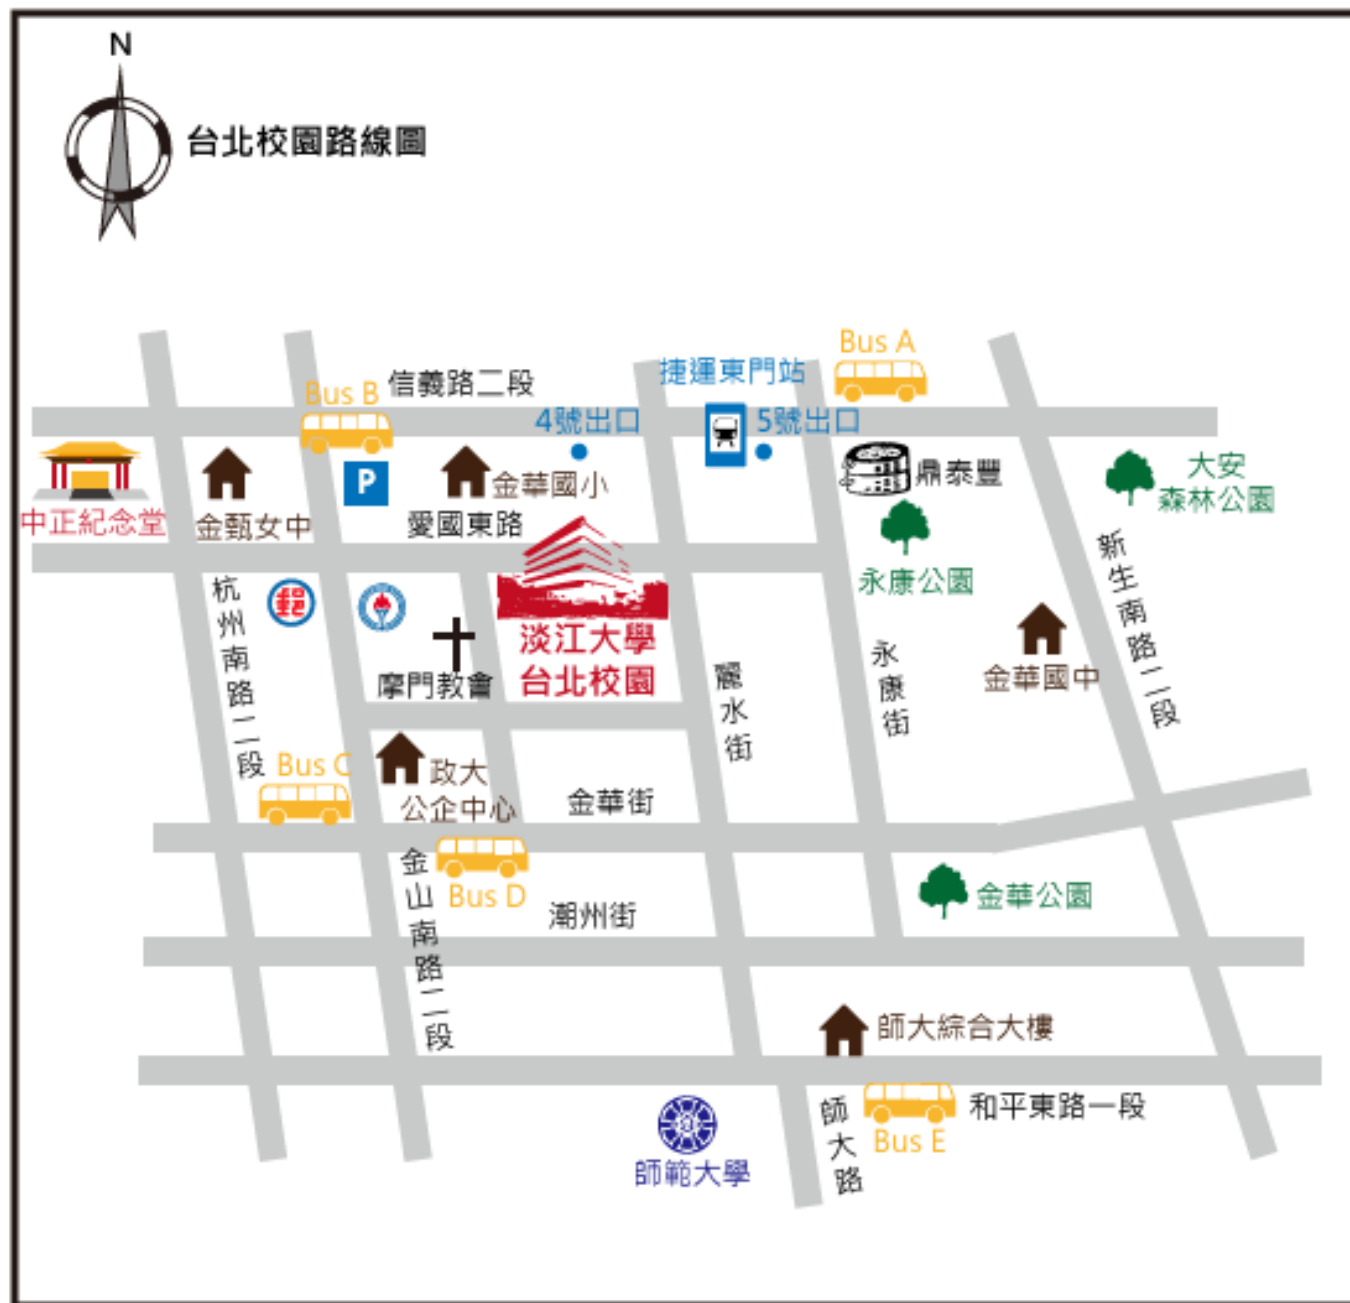 N
台北校園路線圖
Bus A
捷運東門站
信義路二段
Bus B
4號出口
5號出口
鼎泰豐
大安
森林公園
金華國小
P
中正紀念堂
金甄女中
愛國東路
永康公園
新生南路二段
杭州南路二段
郵
淡江大學
台北校園
摩門教會
麗水街
永康街
金華國中
Bus C
政大
公企中心
金華街
金山南路二段
Bus D
潮州街
金華公園
師大綜合大樓
和平東路一段
師大路
Bus E
師範大學